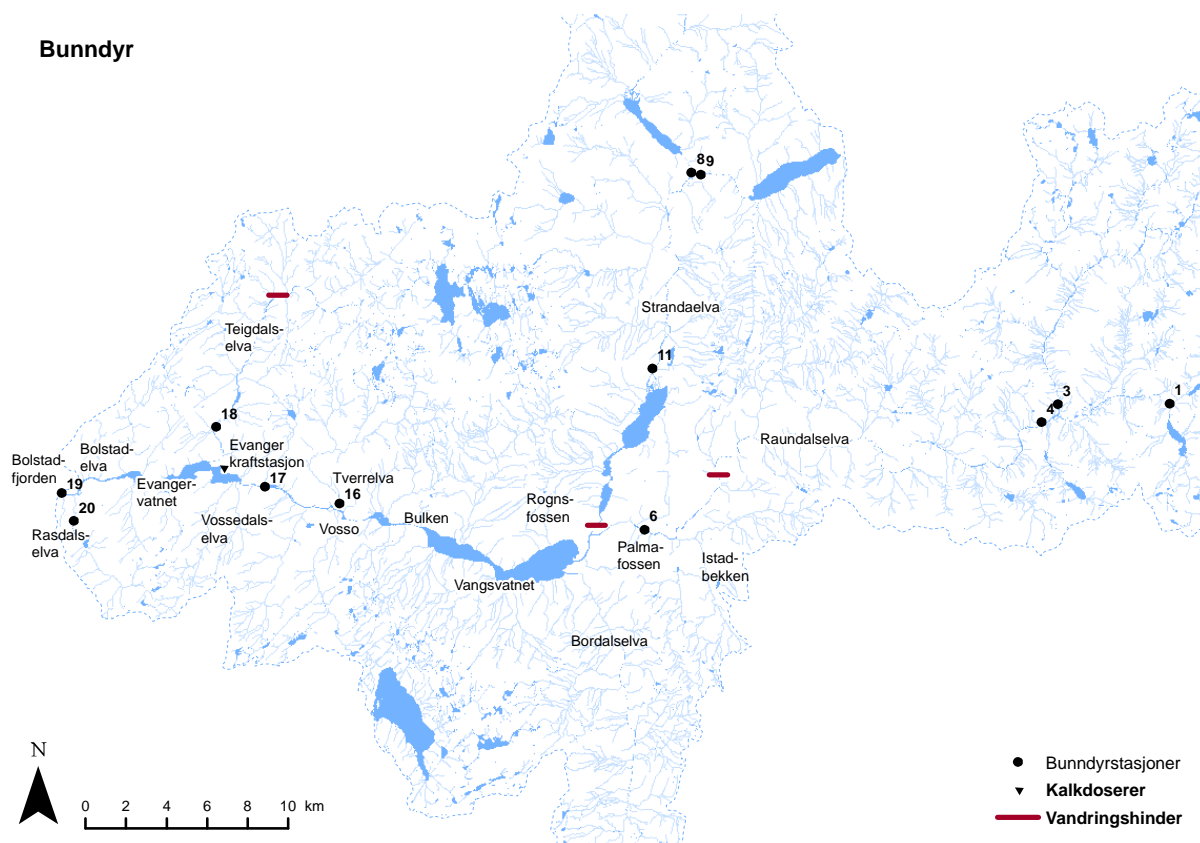 Bunndyr
8 9
Strandaelva
Teigdals-
elva
11
3
1
4
18
Raundalselva
Evanger
kraftstasjon
Bolstad-
elva
Bolstad-
fjorden
Tverrelva
Evanger-
vatnet
19
17
16
Rogns-
fossen
20
Vossedals-
elva
Vosso
Bulken
6
Rasdals-
elva
Palma-
fossen
Istad-
bekken
Vangsvatnet
Bordalselva
N
0 2 4 6 8 10 km
Bunndyrstasjoner
Kalkdoserer
Vandringshinder